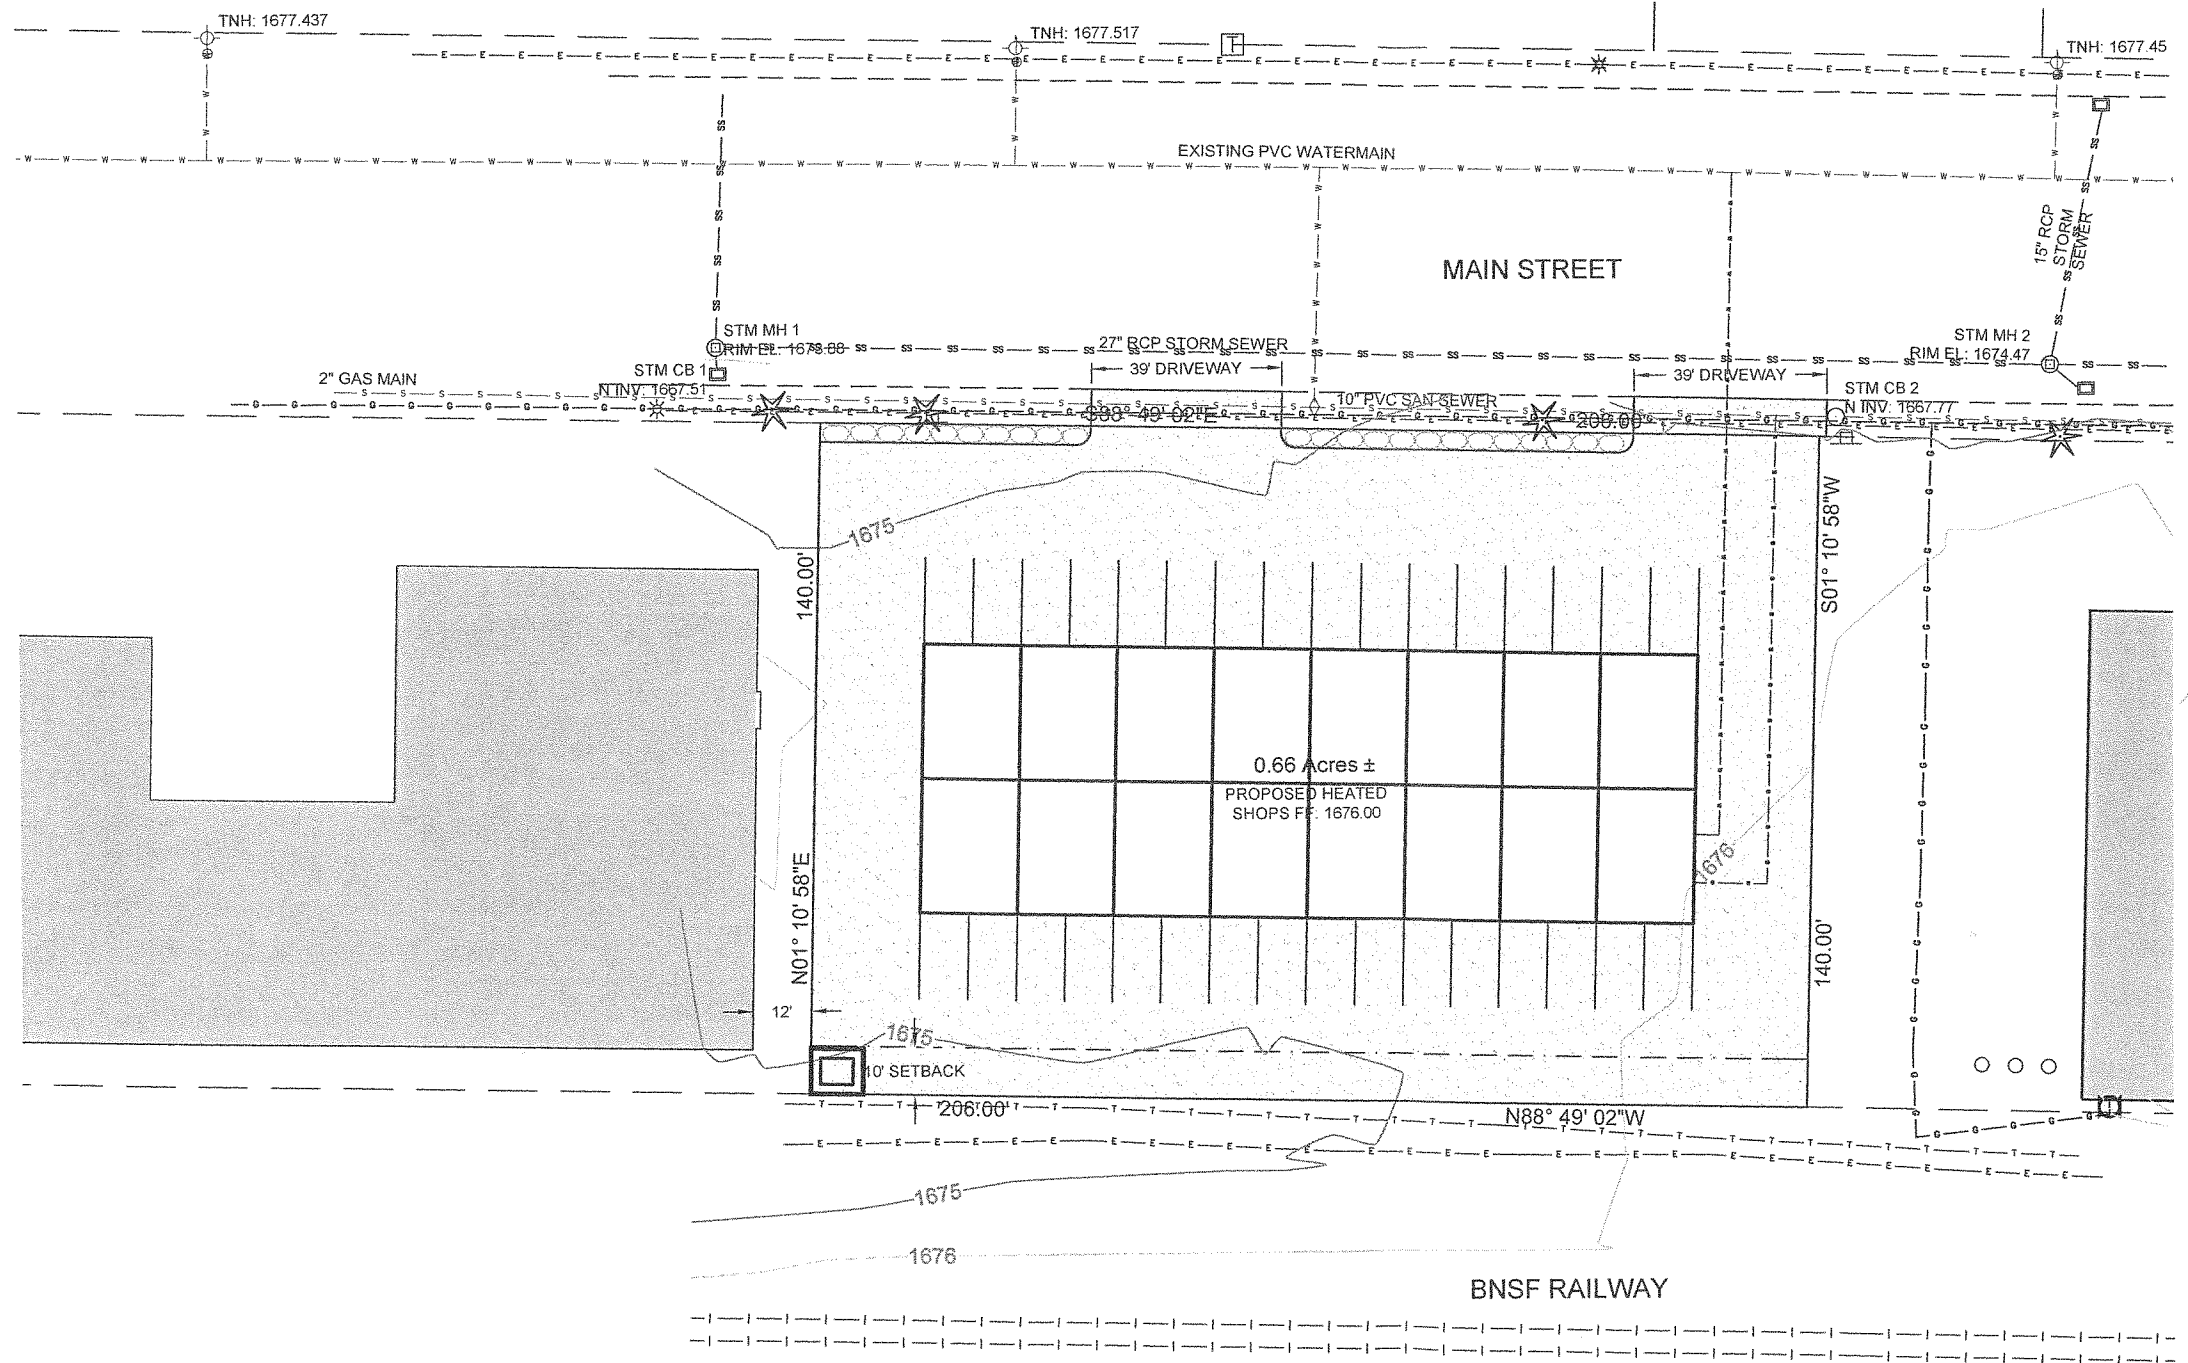 TNH: 1677.437
TNH: 1677.517
T
TNH: 1677.45
EXISTING PVC WATERMAIN
15" RCP
STORM
SEWER
MAIN STREET
STM MH 1
RIM EL: 1673.88
27" RCP STORM SEWER
STM MH 2
RIM EL: 1674.47
STM CB 1
N INV: 1667.51
2" GAS MAIN
39' DRIVEWAY
39' DRIVEWAY
STM CB 2
N INV: 1667.77
10" PVC SAN SEWER
S88° 49' 02"E
206.00'
1675
140.00'
S01° 10' 58"W
0.66 Acres ±
PROPOSED HEATED
SHOPS FF: 1676.00
1676
N01° 10' 58"E
140.00'
12'
1675
10' SETBACK
206.00'
N88° 49' 02"W
1675
1676
BNSF RAILWAY